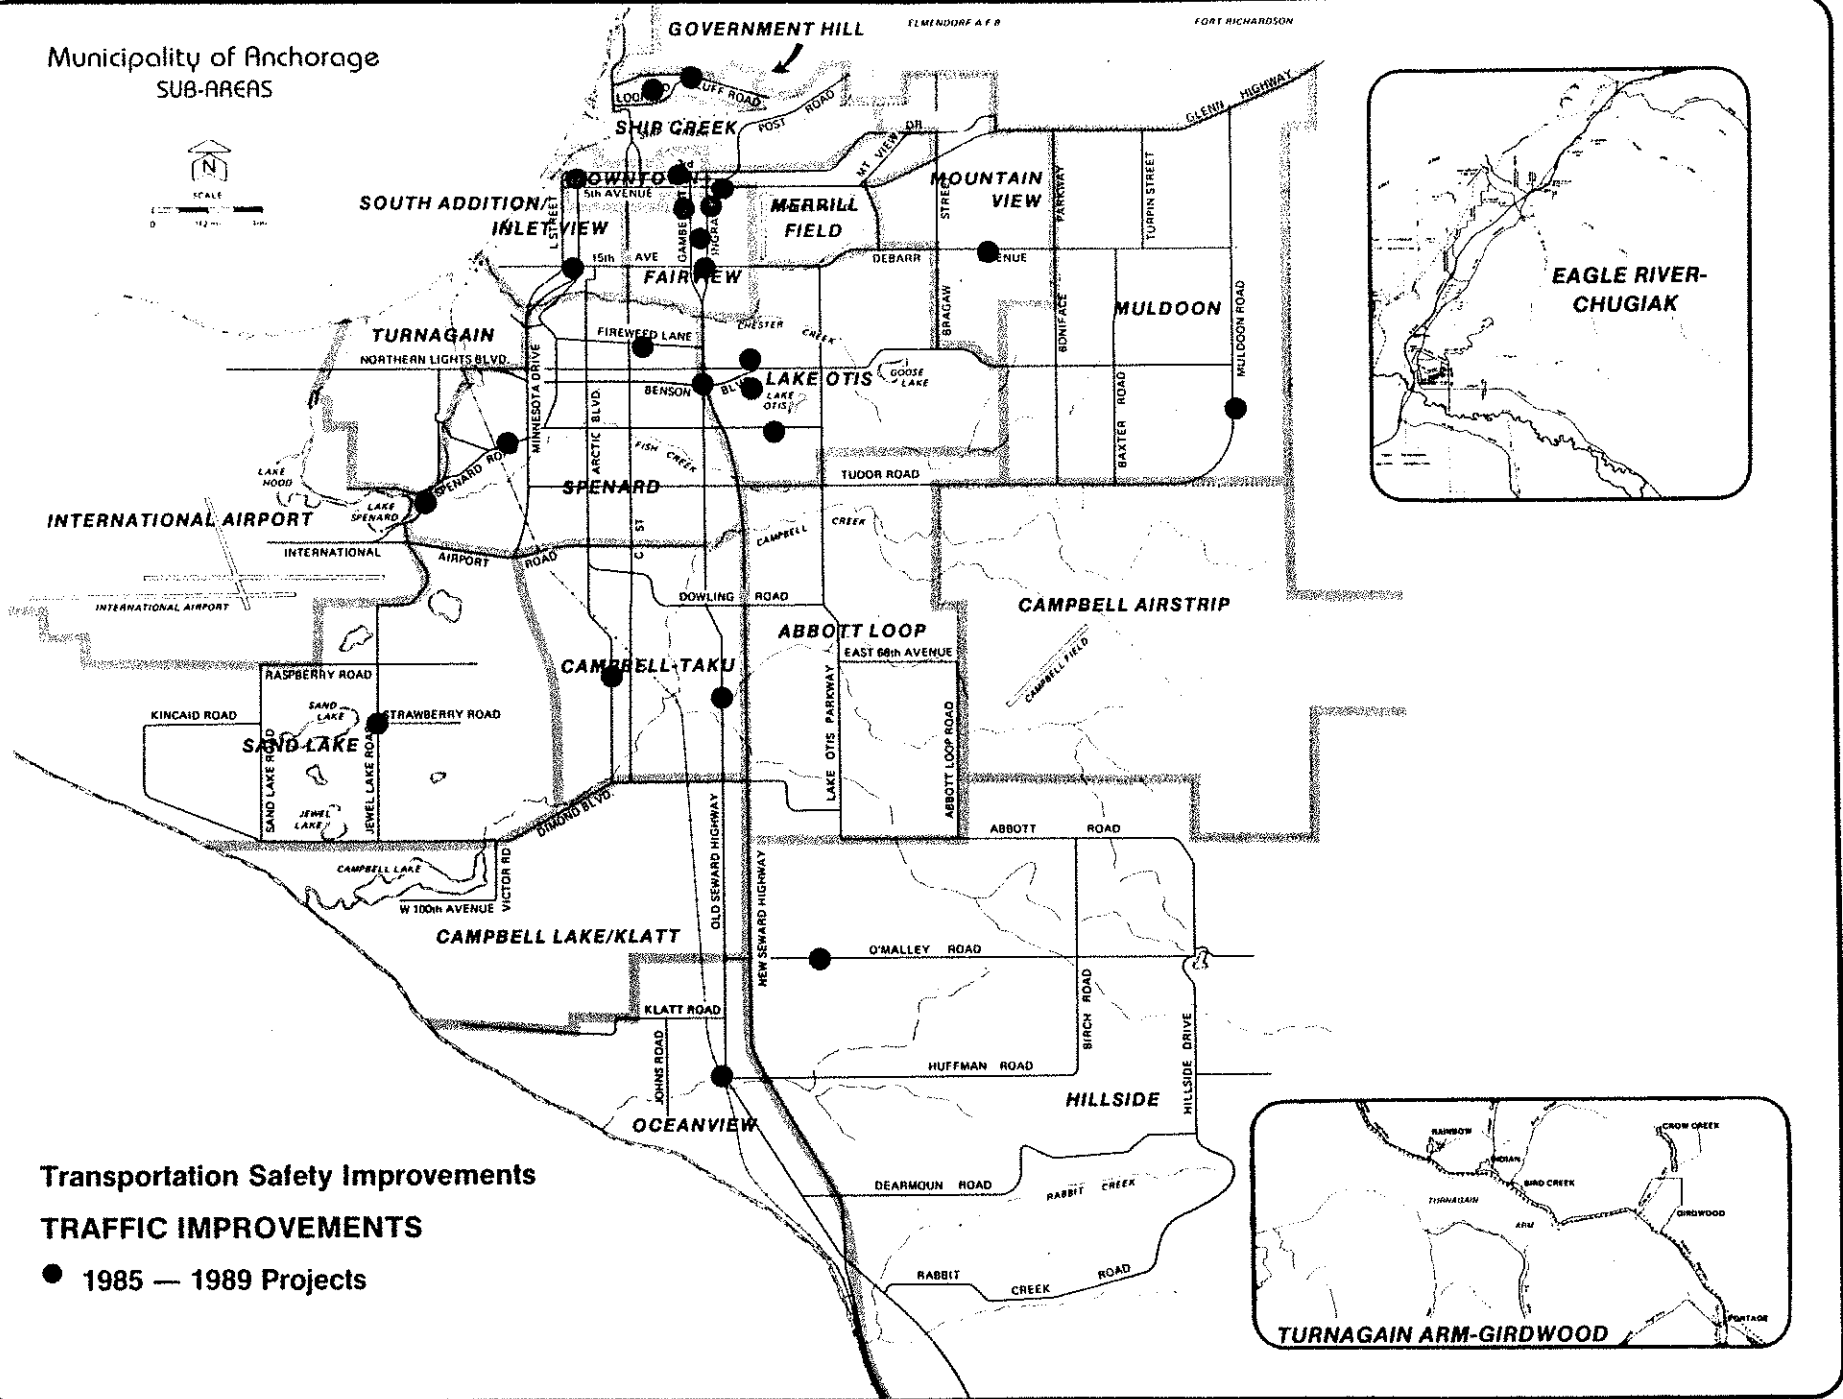 Municipality of Anchorage
SUB-AREAS
N
SCALE
0 1/2 mi 1mi
GOVERNMENT HILL
ELMENDORF A F B
FORT RICHARDSON
GLENN HIGHWAY
BLUFF ROAD
SHIP CREEK
POST ROAD
MT VIEW DR
3rd
DOWNTOWN
5th AVENUE
SOUTH ADDITION/
INLET VIEW
L STREET
MERRILL
FIELD
MOUNTAIN
VIEW
STREET
PARKWAY
TURPIN STREET
15th AVE
FAIRVIEW
DEBARR
BRAGAW
BONIFACE
MULDOON
MULDOON ROAD
TURNAGAIN
FIREWEED LANE
CHESTER CREEK
NORTHERN LIGHTS BLVD.
MINNESOTA DRIVE
BENSON BLVD
LAKE OTIS
LAKE
OTIS
GOOSE
LAKE
ARCTIC BLVD.
BAXTER ROAD
FISH CREEK
SPENARD ROAD
LAKE
HOOD
LAKE
SPENARD
SPENARD
TUDOR ROAD
INTERNATIONAL AIRPORT
INTERNATIONAL
AIRPORT ROAD
C ST
CAMPBELL CREEK
INTERNATIONAL AIRPORT
DOWLING ROAD
CAMPBELL AIRSTRIP
ABBOTT LOOP
EAST 68th AVENUE
CAMPBELL FIELD
CAMPBELL-TAKU
RASPBERRY ROAD
KINCAID ROAD
SAND
LAKE
STRAWBERRY ROAD
SAND LAKE
SAND LAKE ROAD
JEWEL LAKE ROAD
JEWEL
LAKE
LAKE OTIS PARKWAY
ABBOTT LOOP ROAD
DIMOND BLVD.
ABBOTT ROAD
CAMPBELL LAKE
VICTOR RD
W 100th AVENUE
OLD SEWARD HIGHWAY
NEW SEWARD HIGHWAY
CAMPBELL LAKE/KLATT
O'MALLEY ROAD
BIRCH ROAD
KLATT ROAD
JOHNS ROAD
HUFFMAN ROAD
HILLSIDE DRIVE
HILLSIDE
OCEANVIEW
DEARMOUN ROAD
RABBIT CREEK
RABBIT CREEK ROAD
EAGLE RIVER-
CHUGIAK
RAINBOW
INDIAN
BIRD CREEK
CROW CREEK
TURNAGAIN
ARM
GIRDWOOD
PORTAGE
TURNAGAIN ARM-GIRDWOOD
Transportation Safety Improvements
TRAFFIC IMPROVEMENTS
1985 — 1989 Projects